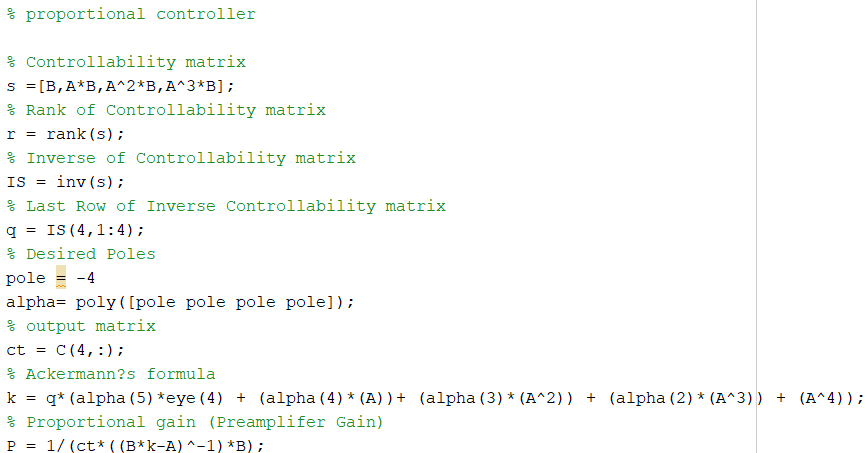 % proportional controller
% Controllability matrix
s =[B,A*B,A^2*B,A^3*B];
% Rank of Controllability matrix
r = rank(s);
% Inverse of Controllability matrix
IS = inv(s);
% Last Row of Inverse Controllability matrix
q = IS(4,1:4);
% Desired Poles
pole = -4
alpha= poly([pole pole pole pole]);
% output matrix
ct = C(4,:);
% Ackermann?s formula
k = q*(alpha(5)*eye(4) + (alpha(4)*(A))+ (alpha(3)*(A^2)) + (alpha(2)*(A^3)) + (A^4));
% Proportional gain (Preamplifer Gain)
P = 1/(ct*((B*k-A)^-1)*B);